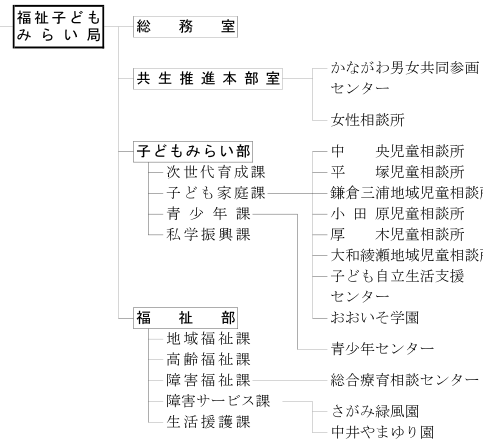 福祉子ども
みらい局
総務室
共生推進本部室
かながわ男女共同参画
センター
女性相談所
子どもみらい部
次世代育成課
子ども家庭課
青少年課
私学振興課
中央児童相談所
平塚児童相談所
鎌倉三浦地域児童相談所
小田原児童相談所
厚木児童相談所
大和綾瀬地域児童相談所
子ども自立生活支援
センター
おおいそ学園
青少年センター
福祉部
地域福祉課
高齢福祉課
障害福祉課
障害サービス課
生活援護課
総合療育相談センター
さがみ緑風園
中井やまゆり園